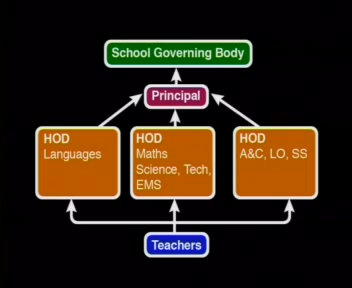 School Governing Body
Principal
HOD
Languages
HOD
Maths
Science, Tech,
EMS
HOD
A&C, LO, SS
Teachers